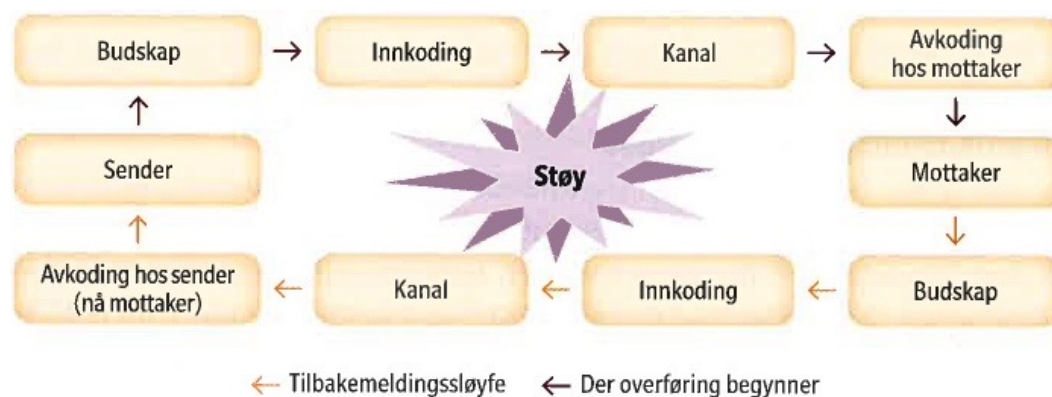 Budskap
Innkoding
Kanal
Avkoding
hos mottaker
Sender
Støy
Mottaker
Avkoding hos sender
(nå mottaker)
Kanal
Innkoding
Budskap
Tilbakemeldingssløyfe
Der overføring begynner